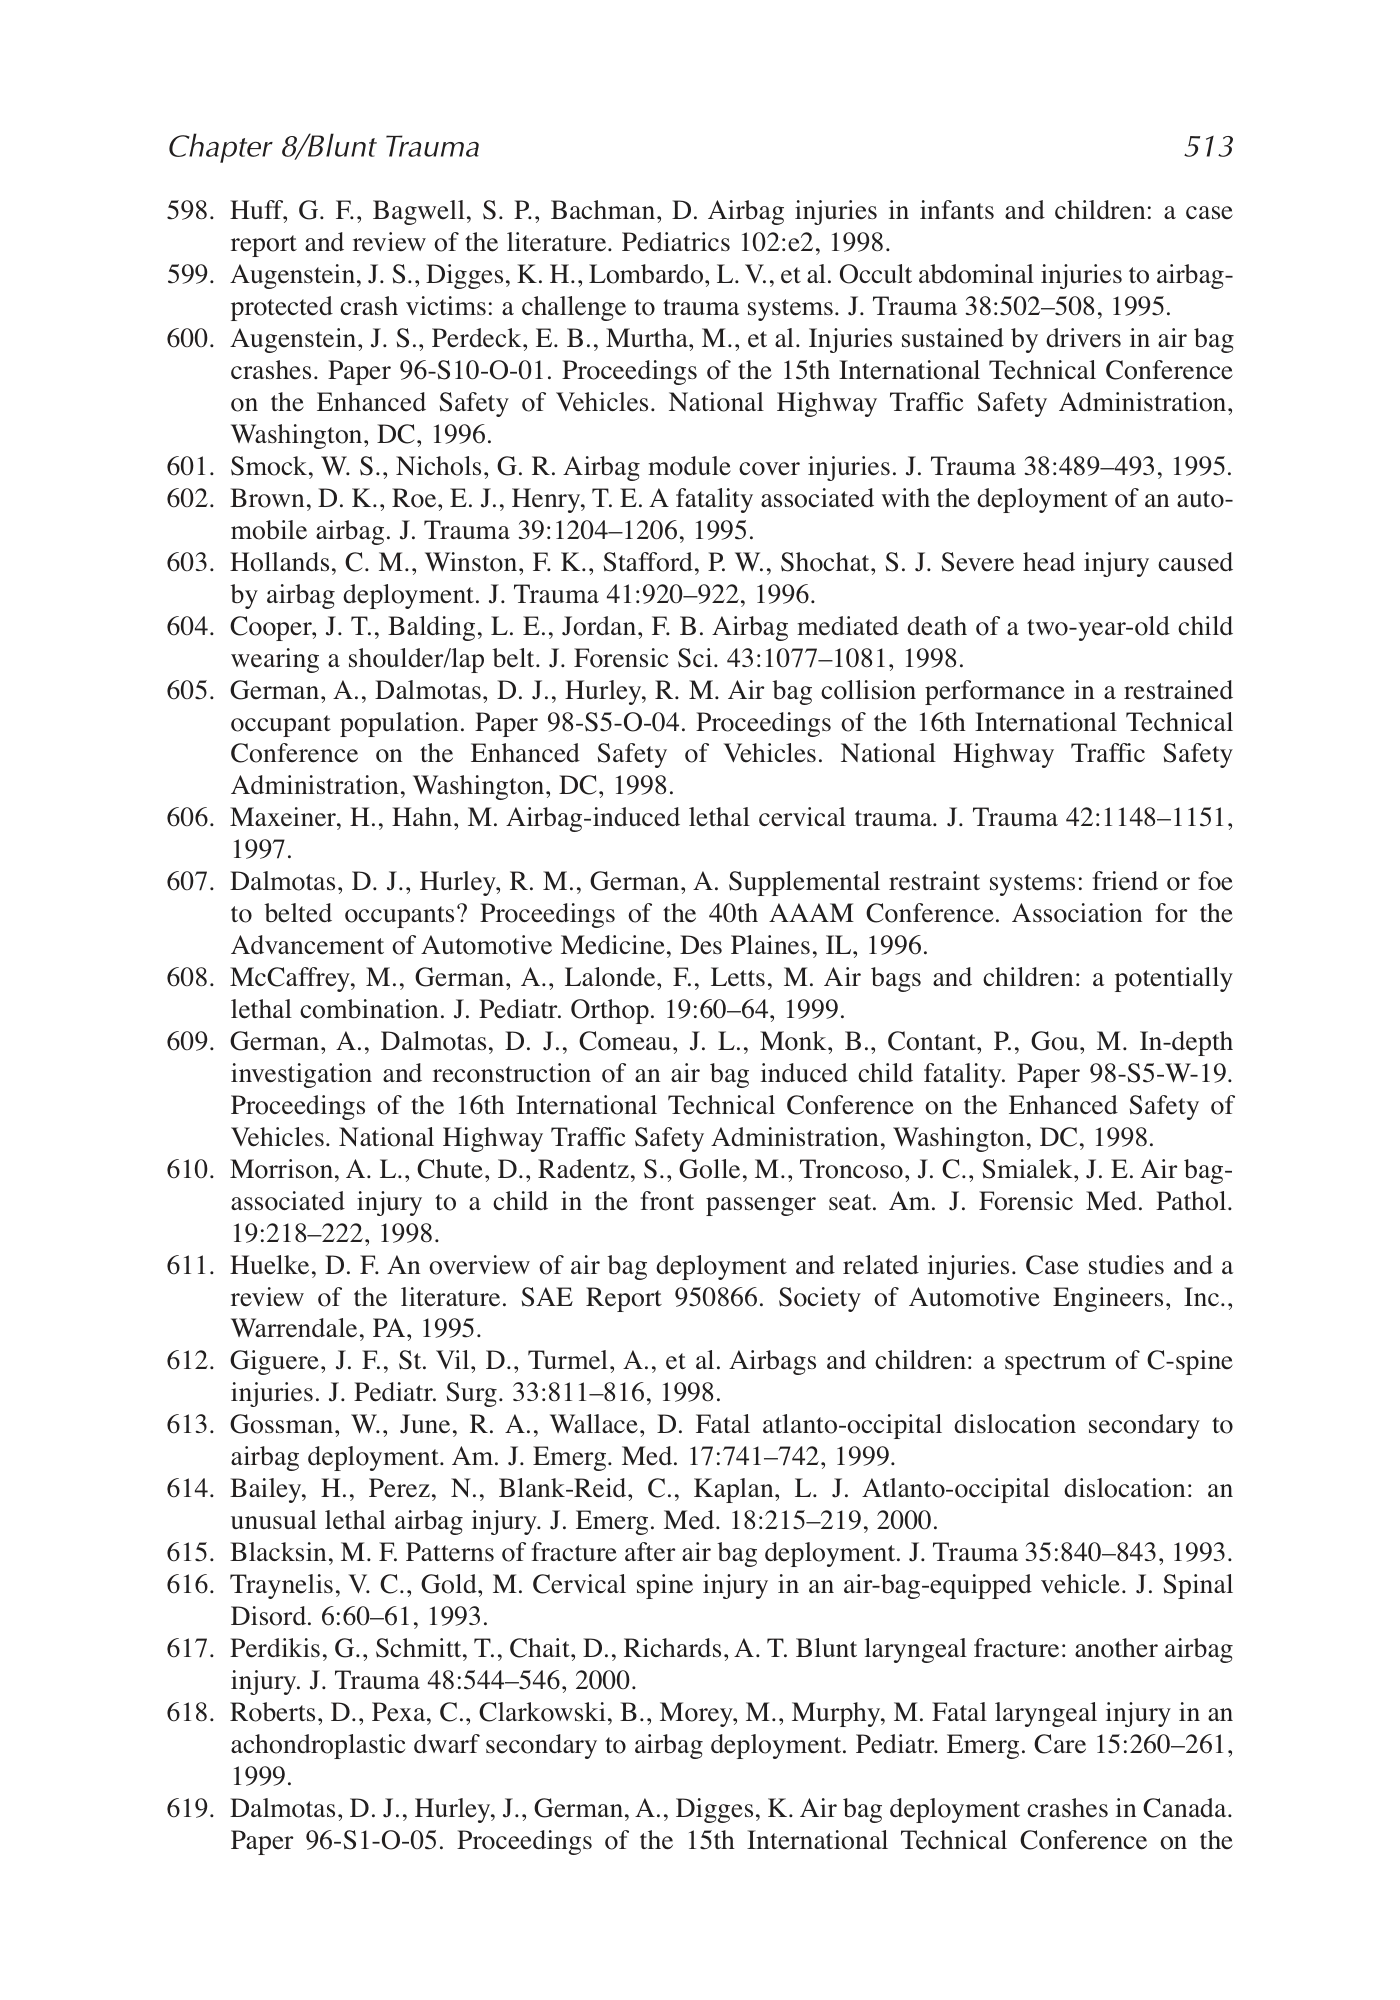 Chapter 8/Blunt Trauma 513
598. Huff, G. F., Bagwell, S. P., Bachman, D. Airbag injuries in infants and children: a case
report and review of the literature. Pediatrics 102:e2, 1998.
599. Augenstein, J. S., Digges, K. H., Lombardo, L. V., et al. Occult abdominal injuries to airbag-
protected crash victims: a challenge to trauma systems. J. Trauma 38:502–508, 1995.
600. Augenstein, J. S., Perdeck, E. B., Murtha, M., et al. Injuries sustained by drivers in air bag
crashes. Paper 96-S10-O-01. Proceedings of the 15th International Technical Conference
on the Enhanced Safety of Vehicles. National Highway Traffic Safety Administration,
Washington, DC, 1996.
601. Smock, W. S., Nichols, G. R. Airbag module cover injuries. J. Trauma 38:489–493, 1995.
602. Brown, D. K., Roe, E. J., Henry, T. E. A fatality associated with the deployment of an auto-
mobile airbag. J. Trauma 39:1204–1206, 1995.
603. Hollands, C. M., Winston, F. K., Stafford, P. W., Shochat, S. J. Severe head injury caused
by airbag deployment. J. Trauma 41:920–922, 1996.
604. Cooper, J. T., Balding, L. E., Jordan, F. B. Airbag mediated death of a two-year-old child
wearing a shoulder/lap belt. J. Forensic Sci. 43:1077–1081, 1998.
605. German, A., Dalmotas, D. J., Hurley, R. M. Air bag collision performance in a restrained
occupant population. Paper 98-S5-O-04. Proceedings of the 16th International Technical
Conference on the Enhanced Safety of Vehicles. National Highway Traffic Safety
Administration, Washington, DC, 1998.
606. Maxeiner, H., Hahn, M. Airbag-induced lethal cervical trauma. J. Trauma 42:1148–1151,
1997.
607. Dalmotas, D. J., Hurley, R. M., German, A. Supplemental restraint systems: friend or foe
to belted occupants? Proceedings of the 40th AAAM Conference. Association for the
Advancement of Automotive Medicine, Des Plaines, IL, 1996.
608. McCaffrey, M., German, A., Lalonde, F., Letts, M. Air bags and children: a potentially
lethal combination. J. Pediatr. Orthop. 19:60–64, 1999.
609. German, A., Dalmotas, D. J., Comeau, J. L., Monk, B., Contant, P., Gou, M. In-depth
investigation and reconstruction of an air bag induced child fatality. Paper 98-S5-W-19.
Proceedings of the 16th International Technical Conference on the Enhanced Safety of
Vehicles. National Highway Traffic Safety Administration, Washington, DC, 1998.
610. Morrison, A. L., Chute, D., Radentz, S., Golle, M., Troncoso, J. C., Smialek, J. E. Air bag-
associated injury to a child in the front passenger seat. Am. J. Forensic Med. Pathol.
19:218–222, 1998.
611. Huelke, D. F. An overview of air bag deployment and related injuries. Case studies and a
review of the literature. SAE Report 950866. Society of Automotive Engineers, Inc.,
Warrendale, PA, 1995.
612. Giguere, J. F., St. Vil, D., Turmel, A., et al. Airbags and children: a spectrum of C-spine
injuries. J. Pediatr. Surg. 33:811–816, 1998.
613. Gossman, W., June, R. A., Wallace, D. Fatal atlanto-occipital dislocation secondary to
airbag deployment. Am. J. Emerg. Med. 17:741–742, 1999.
614. Bailey, H., Perez, N., Blank-Reid, C., Kaplan, L. J. Atlanto-occipital dislocation: an
unusual lethal airbag injury. J. Emerg. Med. 18:215–219, 2000.
615. Blacksin, M. F. Patterns of fracture after air bag deployment. J. Trauma 35:840–843, 1993.
616. Traynelis, V. C., Gold, M. Cervical spine injury in an air-bag-equipped vehicle. J. Spinal
Disord. 6:60–61, 1993.
617. Perdikis, G., Schmitt, T., Chait, D., Richards, A. T. Blunt laryngeal fracture: another airbag
injury. J. Trauma 48:544–546, 2000.
618. Roberts, D., Pexa, C., Clarkowski, B., Morey, M., Murphy, M. Fatal laryngeal injury in an
achondroplastic dwarf secondary to airbag deployment. Pediatr. Emerg. Care 15:260–261,
1999.
619. Dalmotas, D. J., Hurley, J., German, A., Digges, K. Air bag deployment crashes in Canada.
Paper 96-S1-O-05. Proceedings of the 15th International Technical Conference on the